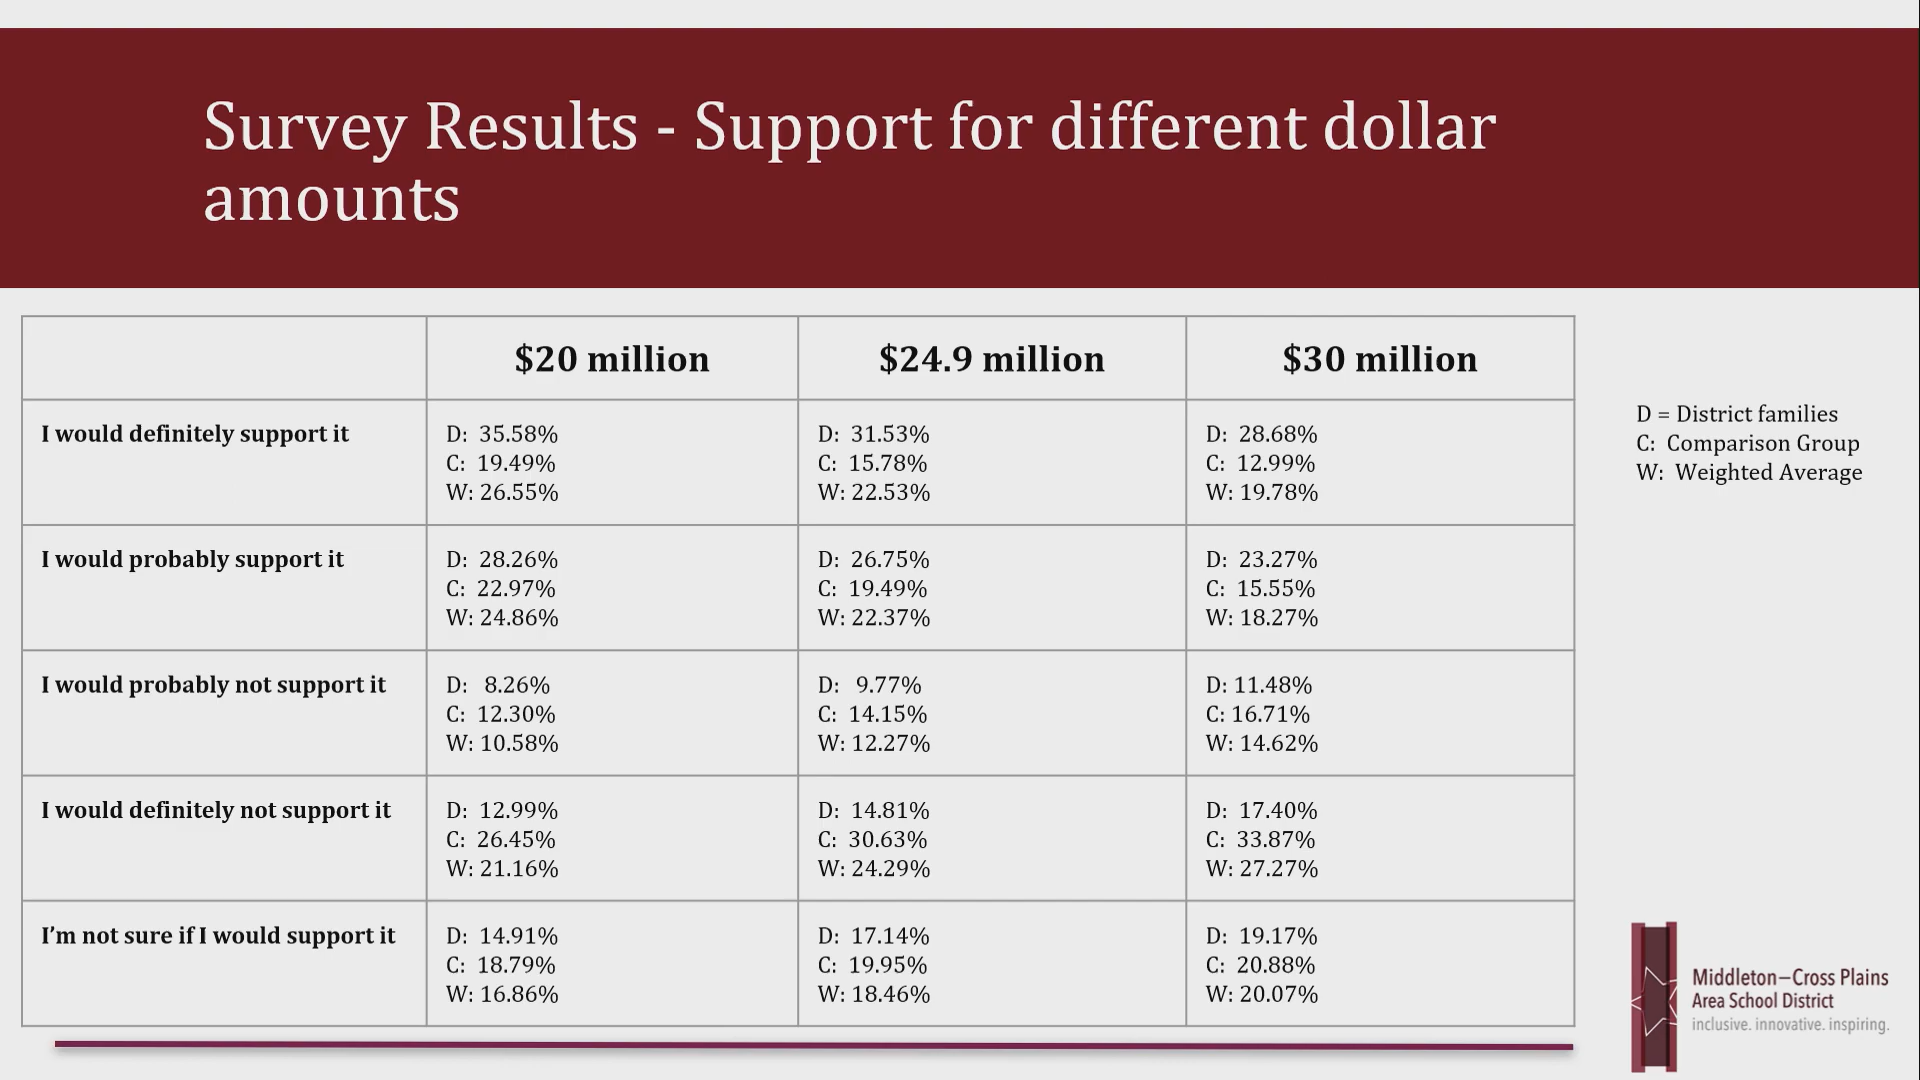 Survey Results - Support for different dollar
amounts
$20 million
$24.9 million
$30 million
I would definitely support it
D: 35.58%
C: 19.49%
W: 26.55%
D: 31.53%
C: 15.78%
W: 22.53%
D: 28.68%
C: 12.99%
W: 19.78%
I would probably support it
D: 28.26%
C: 22.97%
W: 24.86%
D: 26.75%
C: 19.49%
W: 22.37%
D: 23.27%
C: 15.55%
W: 18.27%
I would probably not support it
D: 8.26%
C: 12.30%
W: 10.58%
D: 9.77%
C: 14.15%
W: 12.27%
D: 11.48%
C: 16.71%
W: 14.62%
I would definitely not support it
D: 12.99%
C: 26.45%
W: 21.16%
D: 14.81%
C: 30.63%
W: 24.29%
D: 17.40%
C: 33.87%
W: 27.27%
I'm not sure if I would support it
D: 14.91%
C: 18.79%
W: 16.86%
D: 17.14%
C: 19.95%
W: 18.46%
D: 19.17%
C: 20.88%
W: 20.07%
D = District families
C: Comparison Group
W: Weighted Average
Middleton–Cross Plains
Area School District
inclusive. innovative. inspiring.